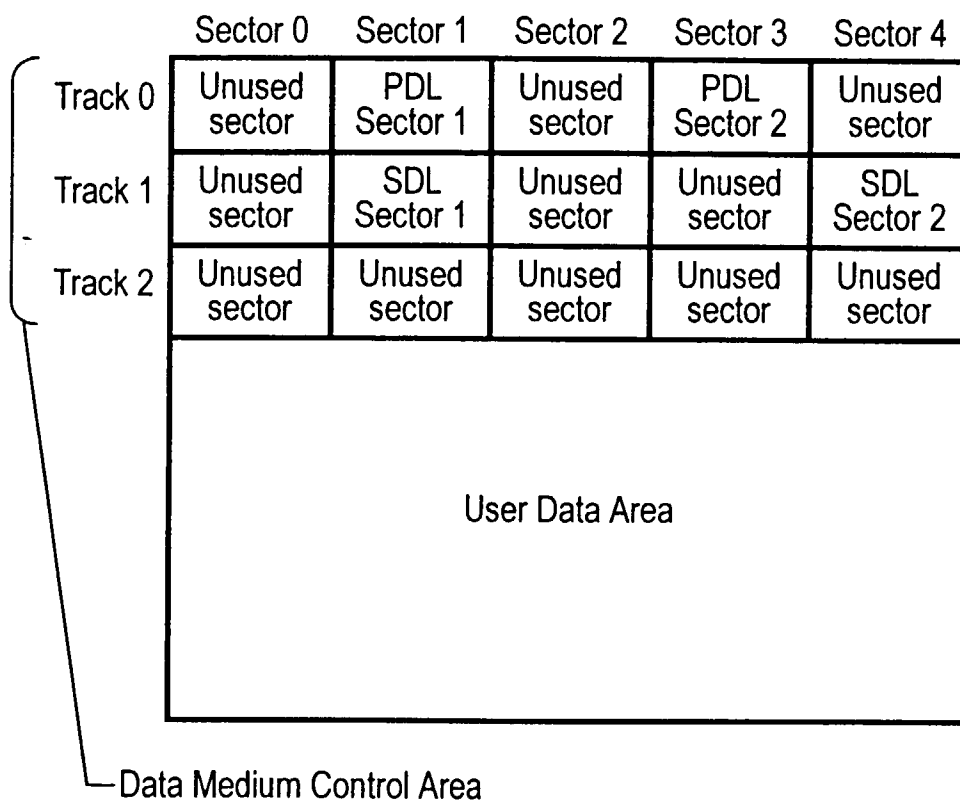 Sector 0 Sector 1 Sector 2 Sector 3 Sector 4
Track 0
Unused sector
PDL Sector 1
Unused sector
PDL Sector 2
Unused sector
Track 1
Unused sector
SDL Sector 1
Unused sector
Unused sector
SDL Sector 2
Track 2
Unused sector
Unused sector
Unused sector
Unused sector
Unused sector
User Data Area
Data Medium Control Area